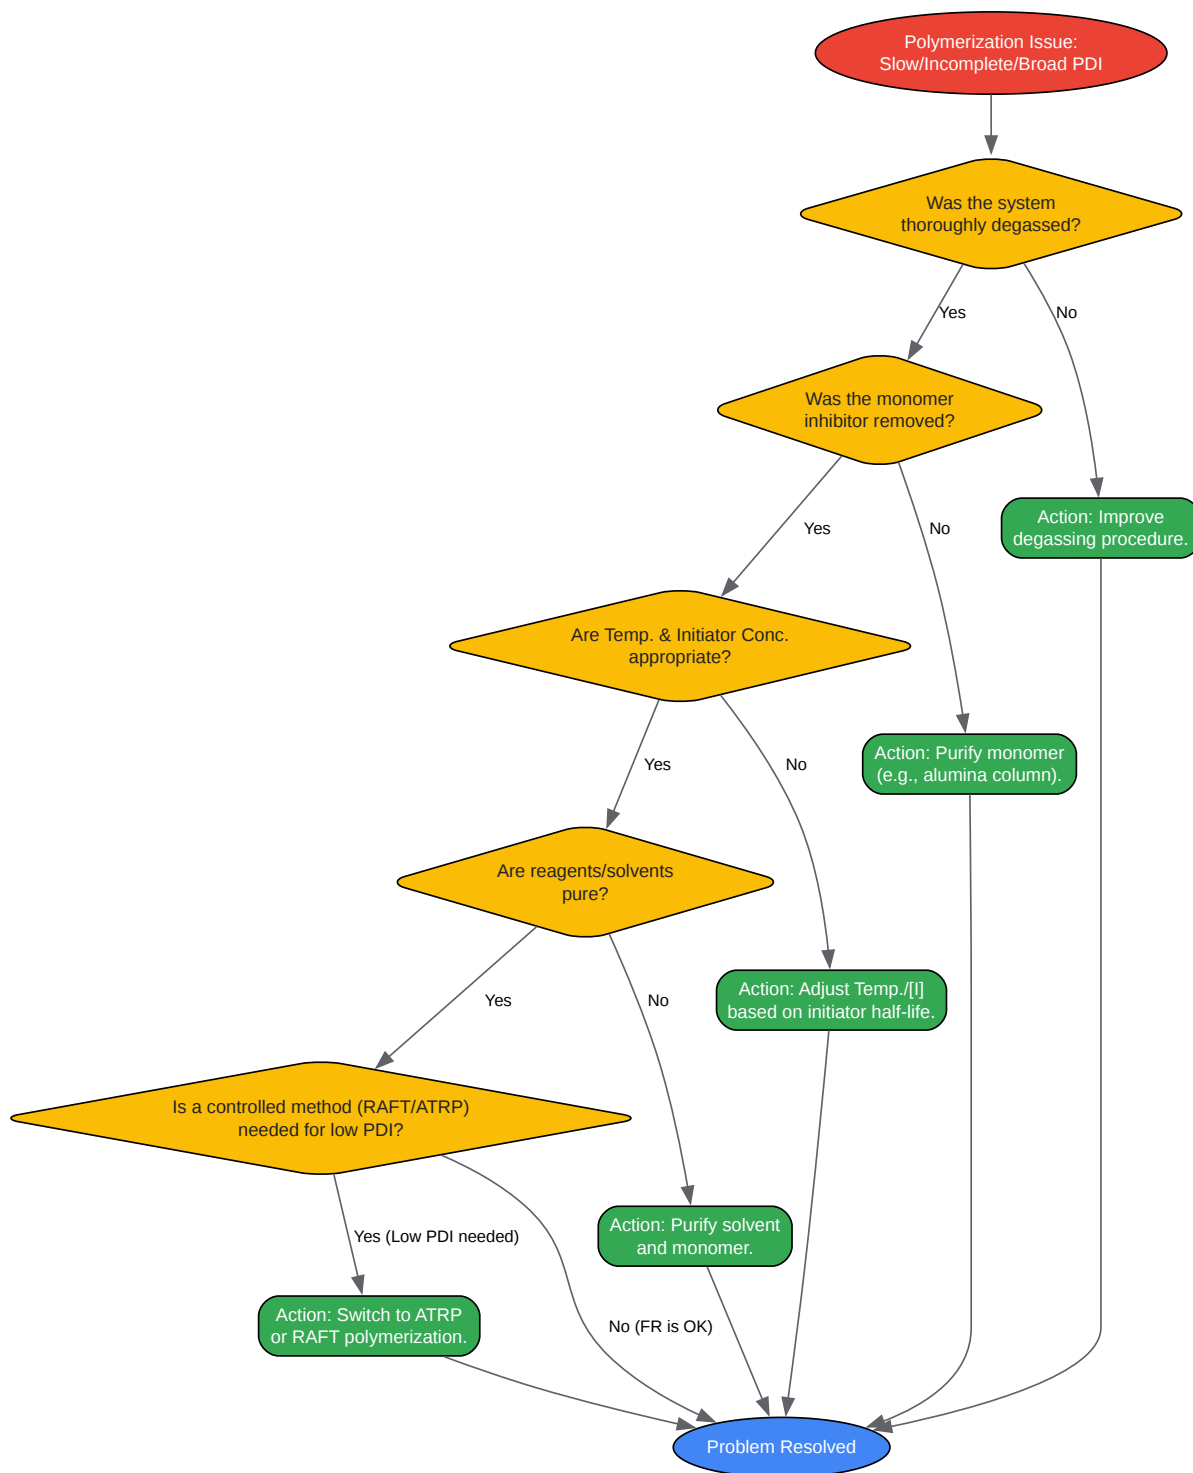 Polymerization Issue:
Slow/Incomplete/Broad PDI
Was the system
thoroughly degassed?
Yes
No
Was the monomer
inhibitor removed?
Action: Improve
degassing procedure.
Yes
No
Are Temp. & Initiator Conc.
appropriate?
Action: Purify monomer
(e.g., alumina column).
Yes
No
Are reagents/solvents
pure?
Action: Adjust Temp./[I]
based on initiator half-life.
Yes
No
Is a controlled method (RAFT/ATRP)
needed for low PDI?
Action: Purify solvent
and monomer.
Yes (Low PDI needed)
Action: Switch to ATRP
or RAFT polymerization.
No (FR is OK)
Problem Resolved